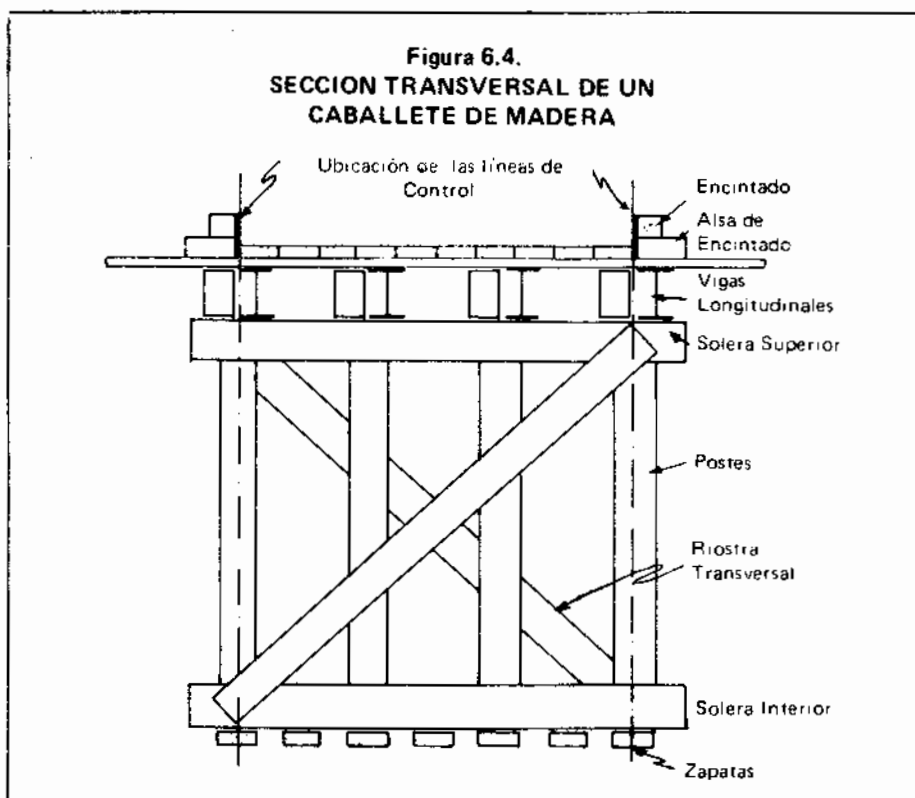 Figura 6.4.
SECCION TRANSVERSAL DE UN
CABALLETE DE MADERA
Ubicación de las líneas de
Control
Encintado
Alsa de
Encintado
Vigas
Longitudinales
Solera Superior
Postes
Riostra
Transversal
Solera Interior
Zapatas